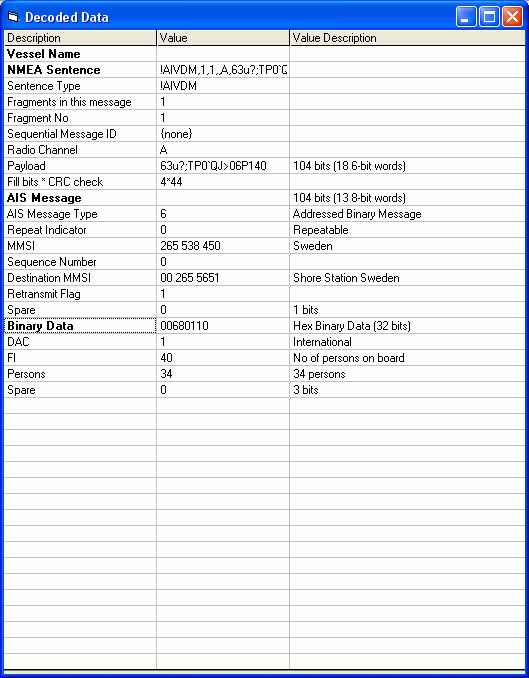 Decoded Data
Description Value Value Description
Vessel Name
NMEA Sentence !AIVDM,1,1,,A,63u?;TP0`Q
Sentence Type !AIVDM
Fragments in this message 1
Fragment No 1
Sequential Message ID {none}
Radio Channel A
Payload 63u?;TP0`QJ>06P140 104 bits (18 6-bit words)
Fill bits * CRC check 4*44
AIS Message 104 bits (13 8-bit words)
AIS Message Type 6 Addressed Binary Message
Repeat Indicator 0 Repeatable
MMSI 265 538 450 Sweden
Sequence Number 0
Destination MMSI 00 265 5651 Shore Station Sweden
Retransmit Flag 1
Spare 0 1 bits
Binary Data 00680110 Hex Binary Data (32 bits)
DAC 1 International
FI 40 No of persons on board
Persons 34 34 persons
Spare 0 3 bits